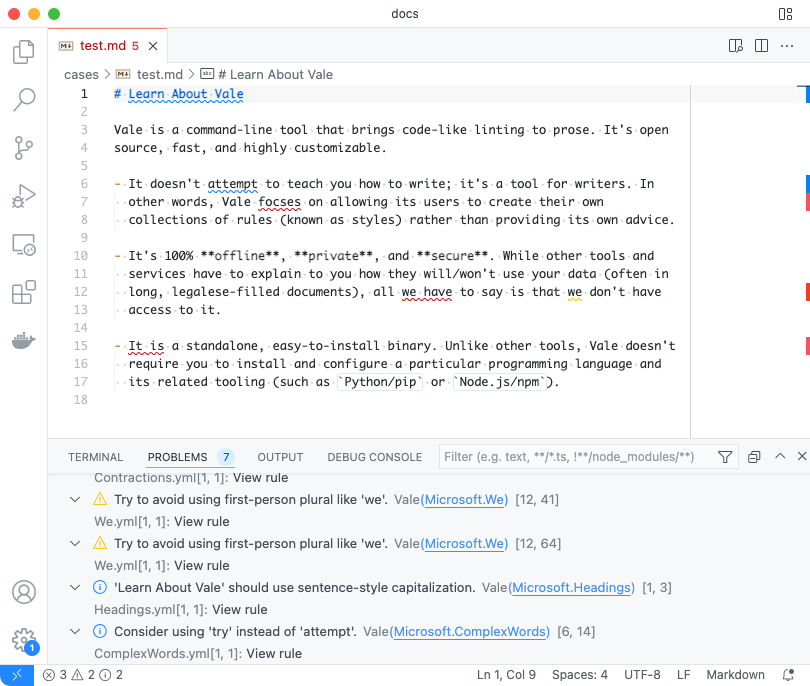 docs
test.md 5
cases > test.md > # Learn About Vale
1 # Learn About Vale
2
3 Vale is a command-line tool that brings code-like linting to prose. It's open
4 source, fast, and highly customizable.
5
6 - It doesn't attempt to teach you how to write; it's a tool for writers. In
7 other words, Vale focses on allowing its users to create their own
8 collections of rules (known as styles) rather than providing its own advice.
9
10 - It's 100% **offline**, **private**, and **secure**. While other tools and
11 services have to explain to you how they will/won't use your data (often in
12 long, legalese-filled documents), all we have to say is that we don't have
13 access to it.
14
15 - It is a standalone, easy-to-install binary. Unlike other tools, Vale doesn't
16 require you to install and configure a particular programming language and
17 its related tooling (such as `Python/pip` or `Node.js/npm`).
18
TERMINAL PROBLEMS 7 OUTPUT DEBUG CONSOLE Filter (e.g. text, **/*.ts, !**/node_modules/**)
Contractions.yml[1, 1]: View rule
Try to avoid using first-person plural like 'we'. Vale(Microsoft.We) [12, 41]
We.yml[1, 1]: View rule
Try to avoid using first-person plural like 'we'. Vale(Microsoft.We) [12, 64]
We.yml[1, 1]: View rule
'Learn About Vale' should use sentence-style capitalization. Vale(Microsoft.Headings) [1, 3]
Headings.yml[1, 1]: View rule
Consider using 'try' instead of 'attempt'. Vale(Microsoft.ComplexWords) [6, 14]
ComplexWords.yml[1, 1]: View rule
1
3 2 2 Ln 1, Col 9 Spaces: 4 UTF-8 LF Markdown